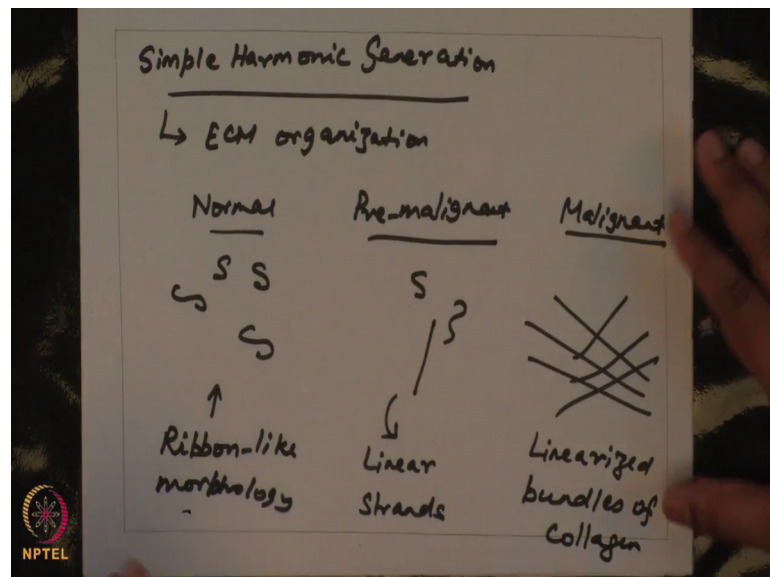 Simple Harmonic Generation
↳ ECM organization
Normal Pre-malignant Malignant
Ribbon-like morphology
Linear Strands
Linearized bundles of Collagen
NPTEL